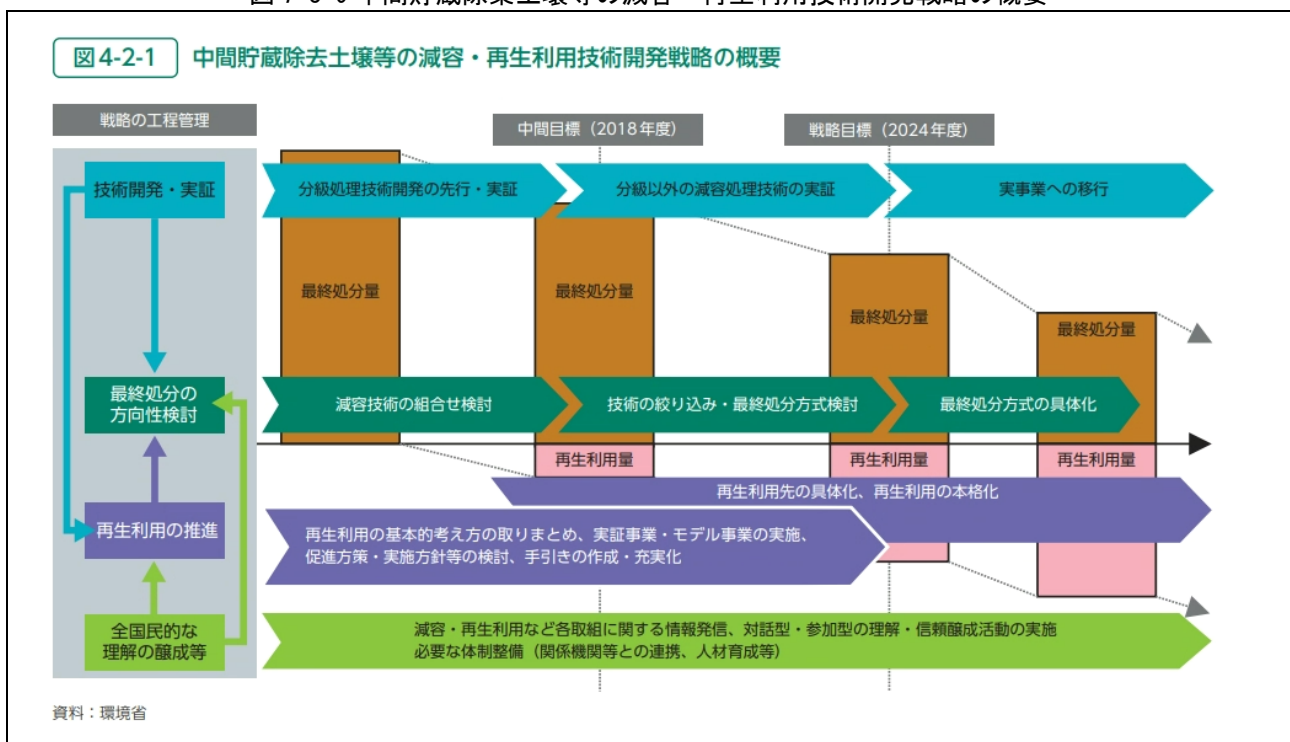 図4-2-1 中間貯蔵除去土壌等の減容・再生利用技術開発戦略の概要
戦略の工程管理
中間目標（2018年度）
戦略目標（2024年度）
技術開発・実証
分級処理技術開発の先行・実証
分級以外の減容処理技術の実証
実事業への移行
最終処分量
最終処分量
最終処分量
最終処分量
最終処分の
方向性検討
減容技術の組合せ検討
技術の絞り込み・最終処分方式検討
最終処分方式の具体化
再生利用量
再生利用量
再生利用量
再生利用先の具体化、再生利用の本格化
再生利用の推進
再生利用の基本的考え方の取りまとめ、実証事業・モデル事業の実施、
促進方策・実施方針等の検討、手引きの作成・充実化
全国民的な
理解の醸成等
減容・再生利用など各取組に関する情報発信、対話型・参加型の理解・信頼醸成活動の実施
必要な体制整備（関係機関等との連携、人材育成等）
資料：環境省